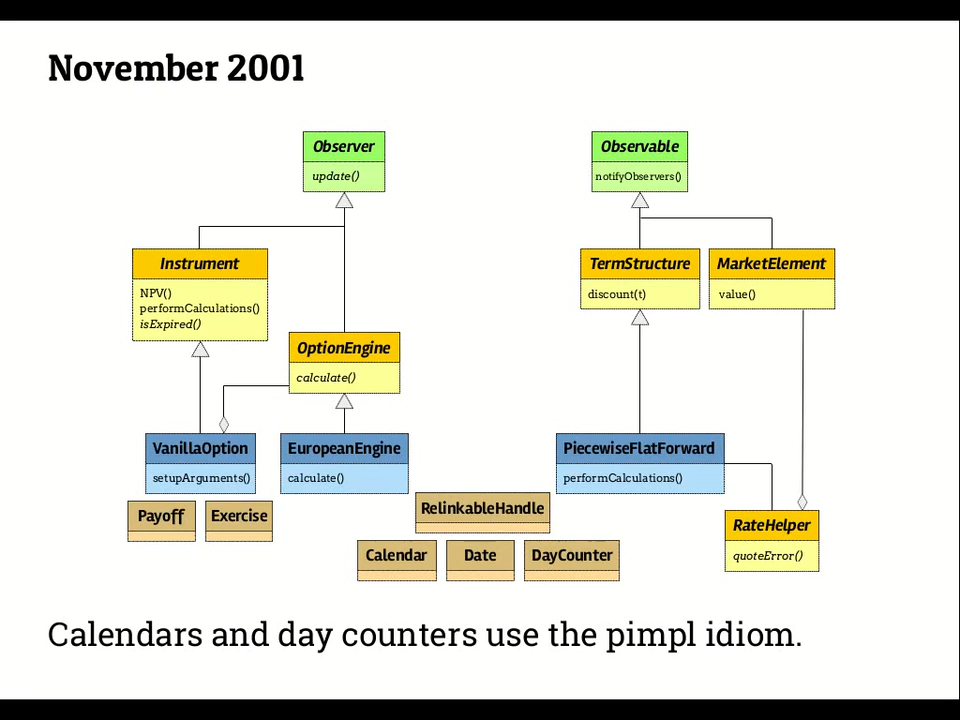 November 2001
Observer
update()
Observable
notifyObservers()
Instrument
NPV()
performCalculations()
isExpired()
TermStructure
discount(t)
MarketElement
value()
OptionEngine
calculate()
VanillaOption
setupArguments()
EuropeanEngine
calculate()
PiecewiseFlatForward
performCalculations()
Payoff
Exercise
RelinkableHandle
RateHelper
quoteError()
Calendar
Date
DayCounter
Calendars and day counters use the pimpl idiom.